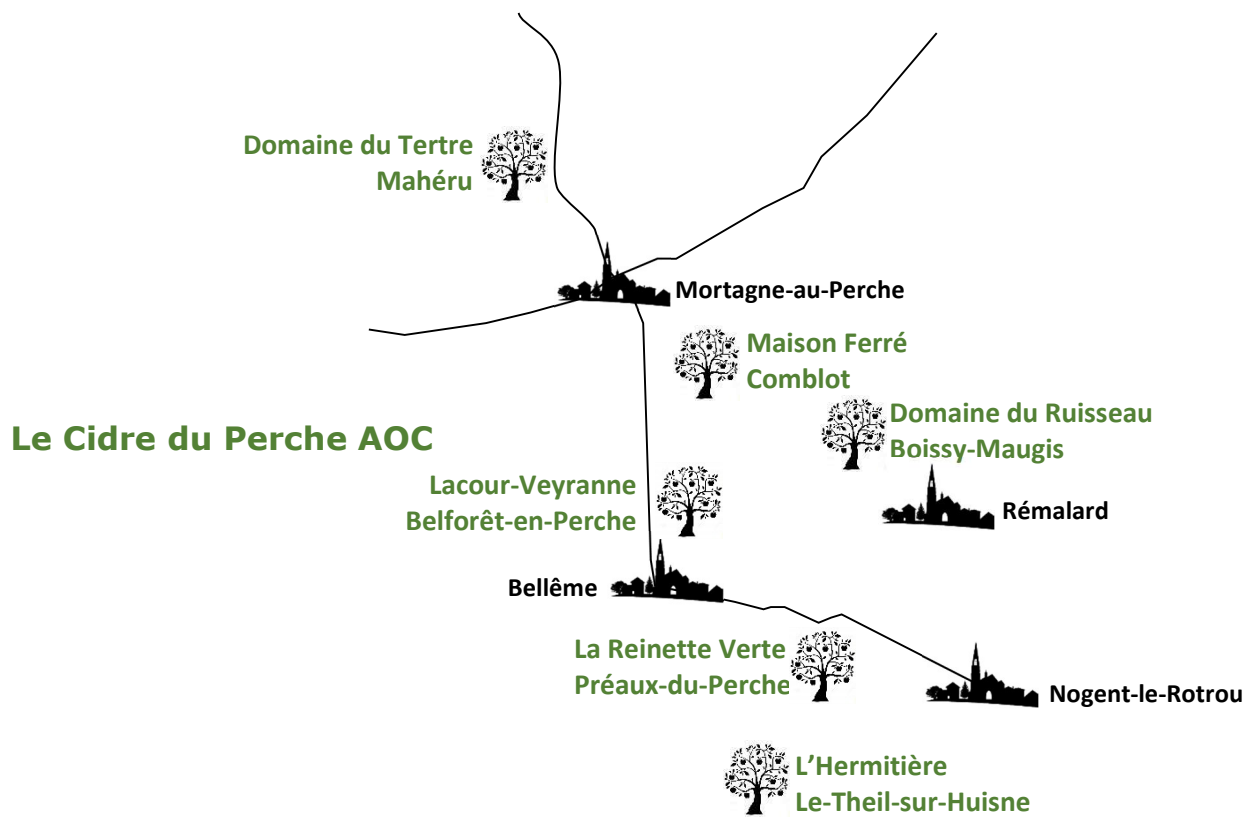 Domaine du Tertre
Mahéru
Mortagne-au-Perche
Maison Ferré
Comblot
Domaine du Ruisseau
Boissy-Maugis
Le Cidre du Perche AOC
Lacour-Veyranne
Belforêt-en-Perche
Rémalard
Bellême
La Reinette Verte
Préaux-du-Perche
Nogent-le-Rotrou
L’Hermitière
Le-Theil-sur-Huisne